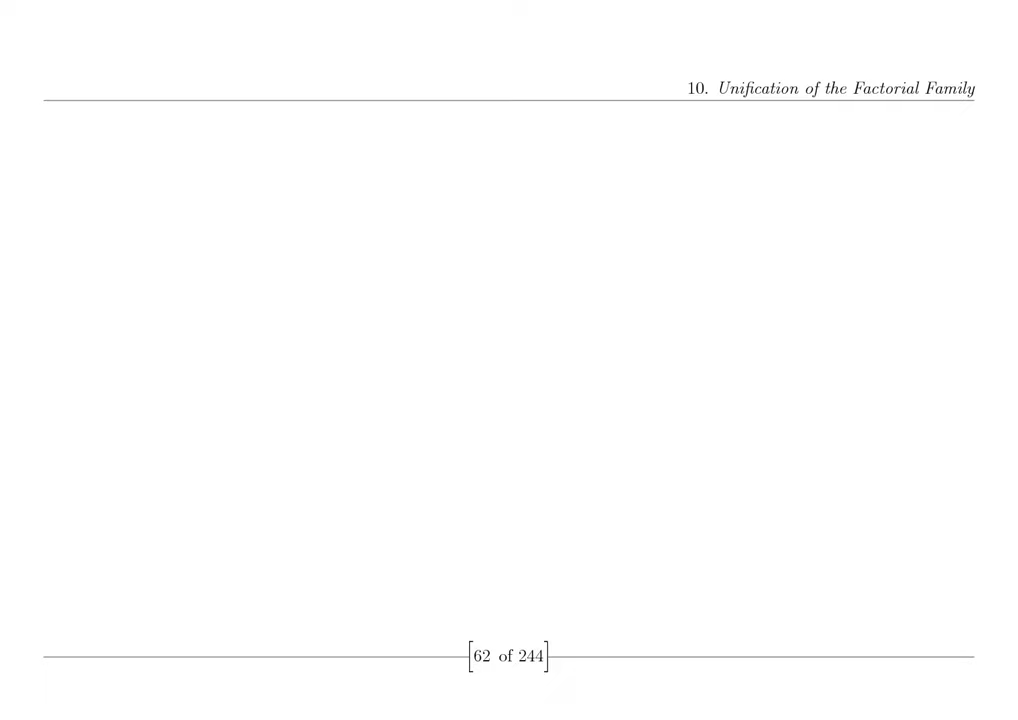 10. Unification of the Factorial Family
[62 of 244]